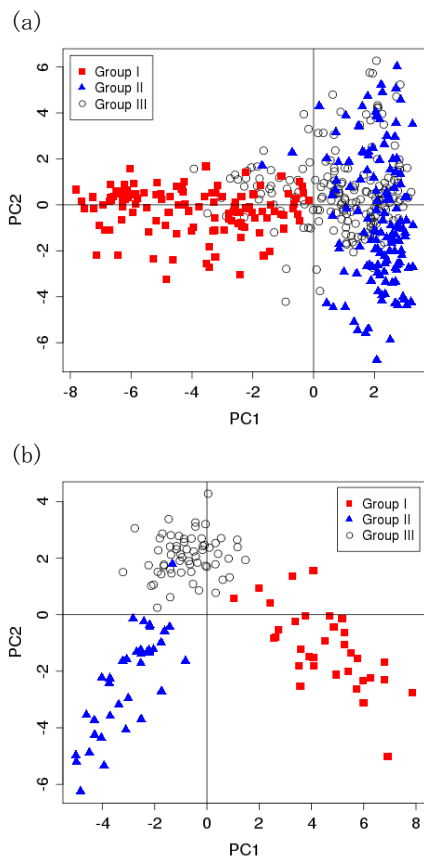 (a)
6
4
2
0
-2
-4
-6
PC2
Group I
Group II
Group III
-8 -6 -4 -2 0 2
PC1
(b)
4
2
0
-2
-4
-6
PC2
Group I
Group II
Group III
-4 -2 0 2 4 6 8
PC1